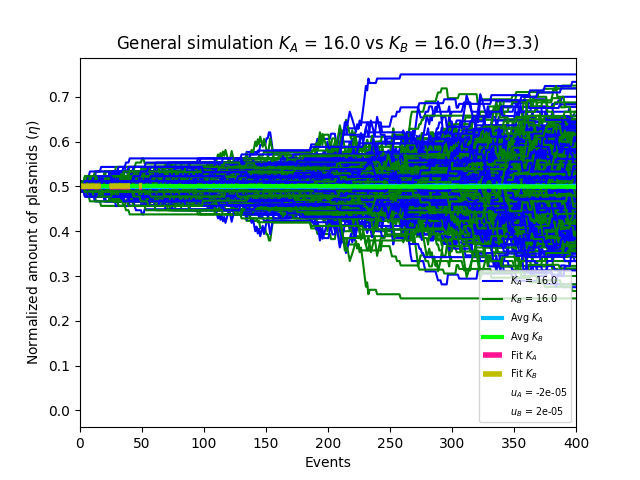 General simulation K_A = 16.0 vs K_B = 16.0 (h=3.3)
Normalized amount of plasmids (η)
0.7
0.6
0.5
0.4
0.3
0.2
0.1
0.0
K_A = 16.0
K_B = 16.0
Avg K_A
Avg K_B
Fit K_A
Fit K_B
u_A = -2e-05
u_B = 2e-05
0 50 100 150 200 250 300 350 400
Events